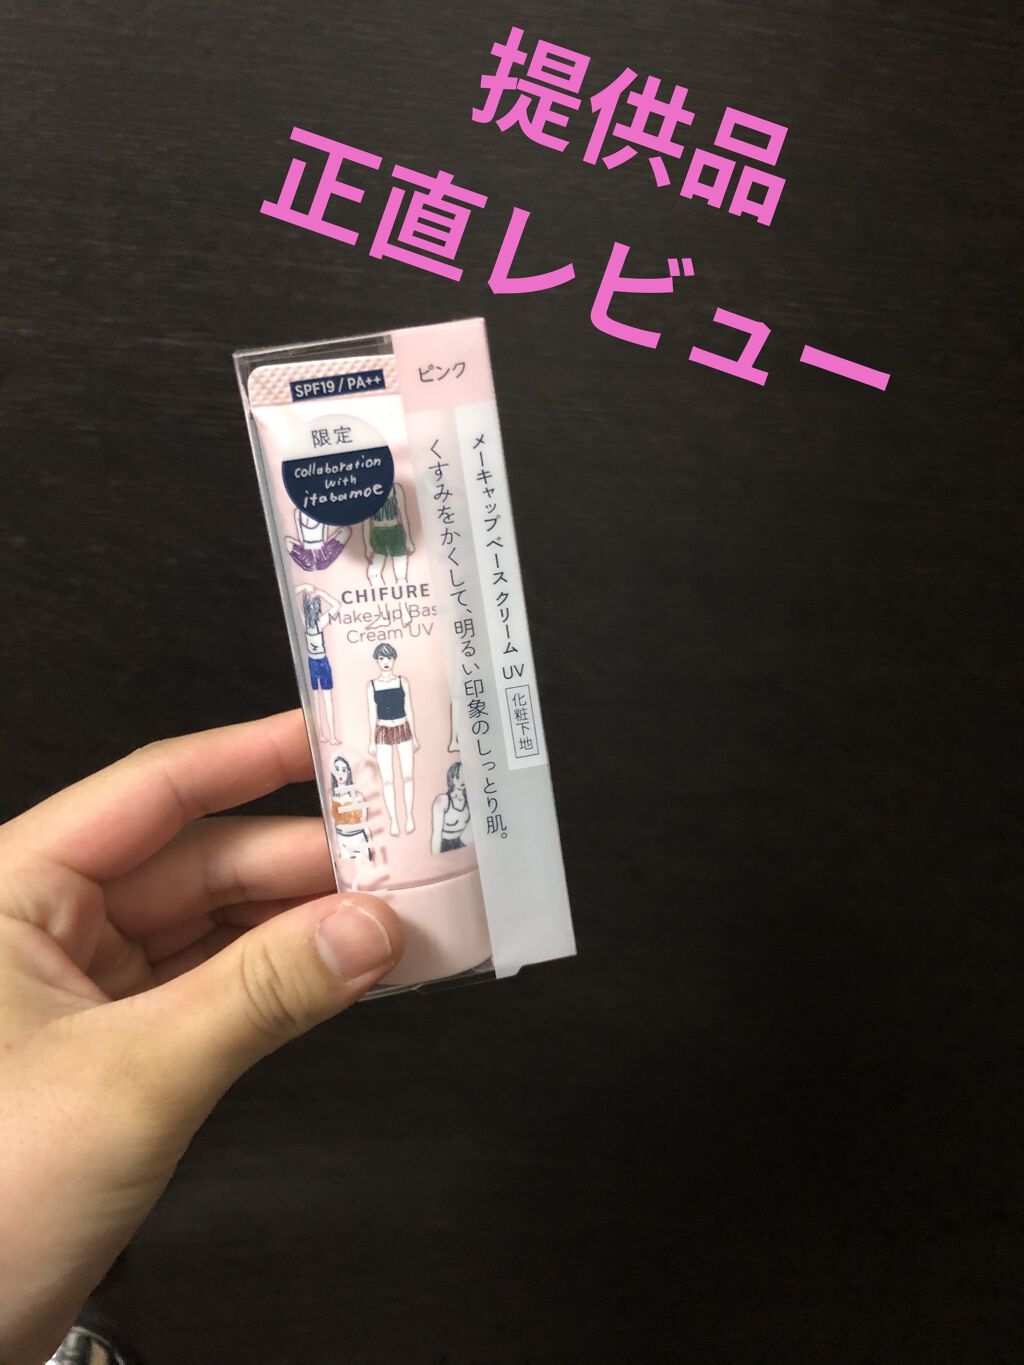 提供品
正直レビュー
SPF19 / PA++
ピンク
限定
collaboration
with
itabamoe
メーキャップ ベース クリーム UV
化粧下地
くすみをかくして、明るい印象のしっとり肌。
CHIFURE
Make-Up Bas
Cream UV